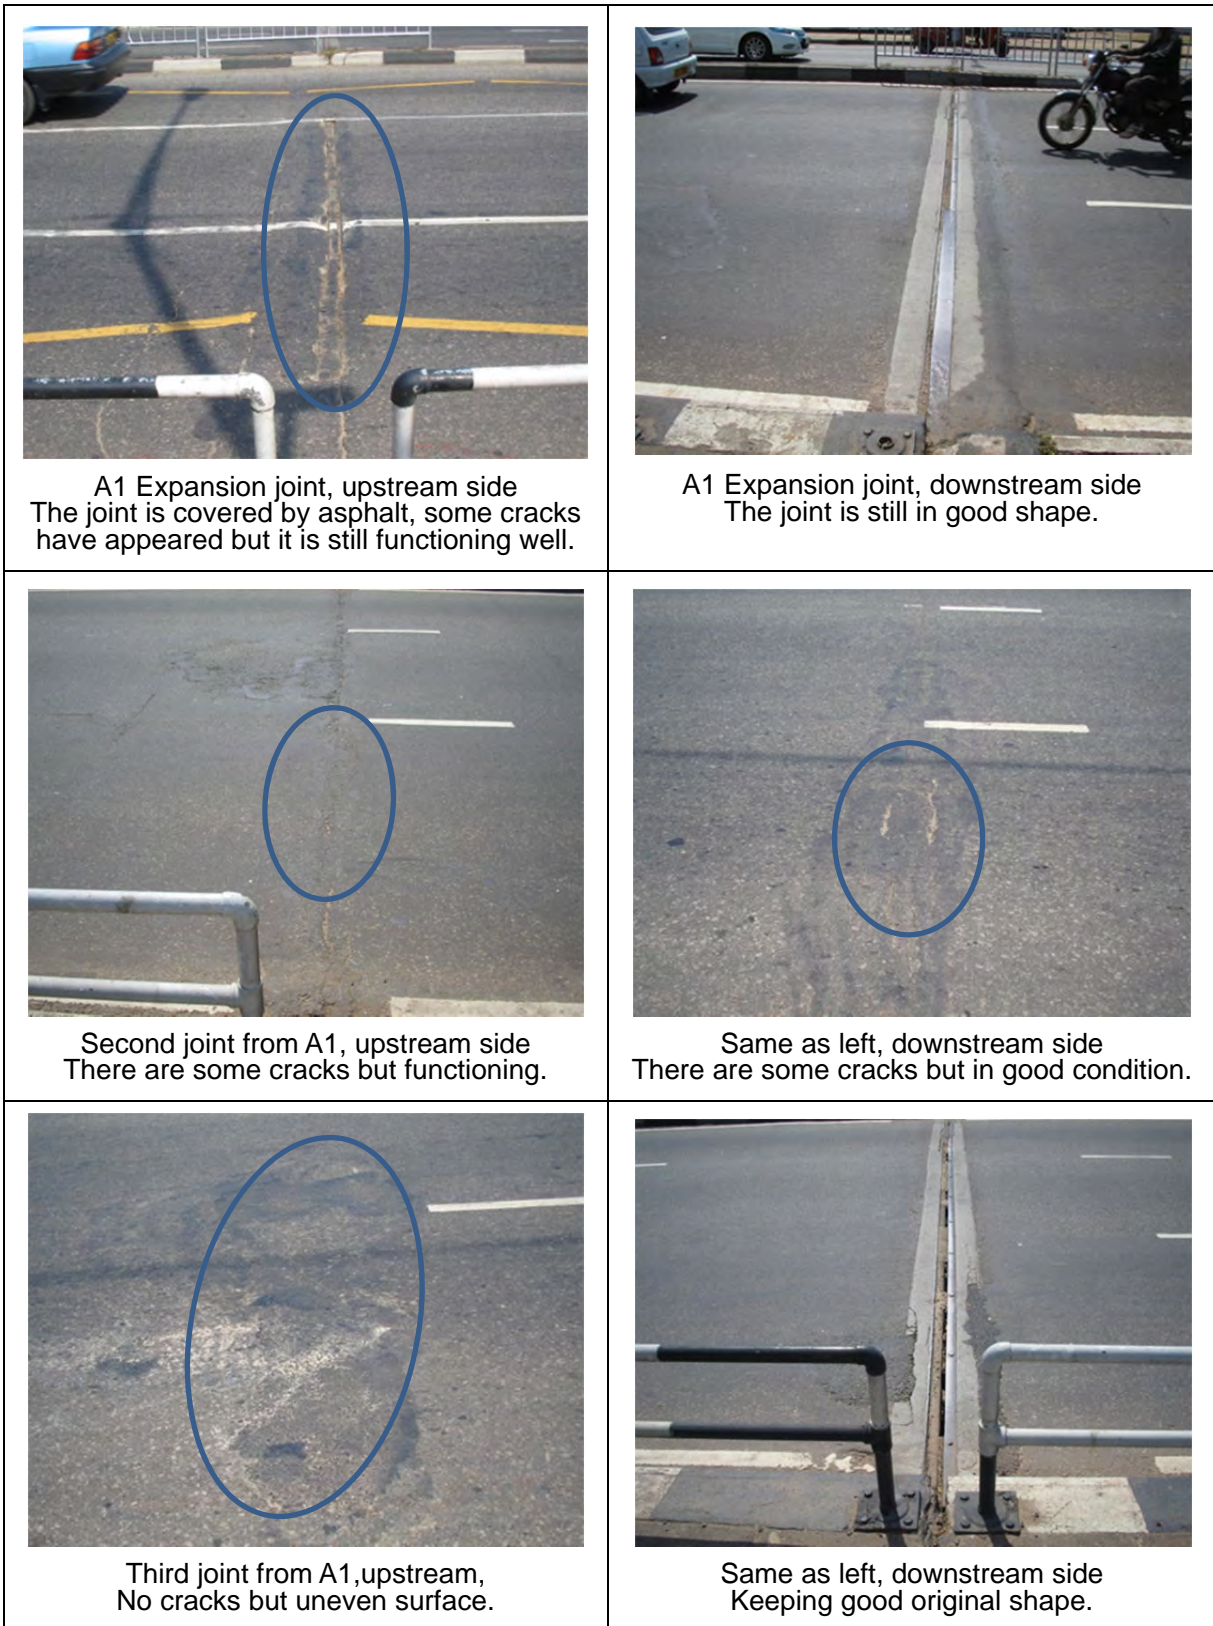 A1 Expansion joint, upstream side
The joint is covered by asphalt, some cracks
have appeared but it is still functioning well.
A1 Expansion joint, downstream side
The joint is still in good shape.
Second joint from A1, upstream side
There are some cracks but functioning.
Same as left, downstream side
There are some cracks but in good condition.
Third joint from A1,upstream,
No cracks but uneven surface.
Same as left, downstream side
Keeping good original shape.